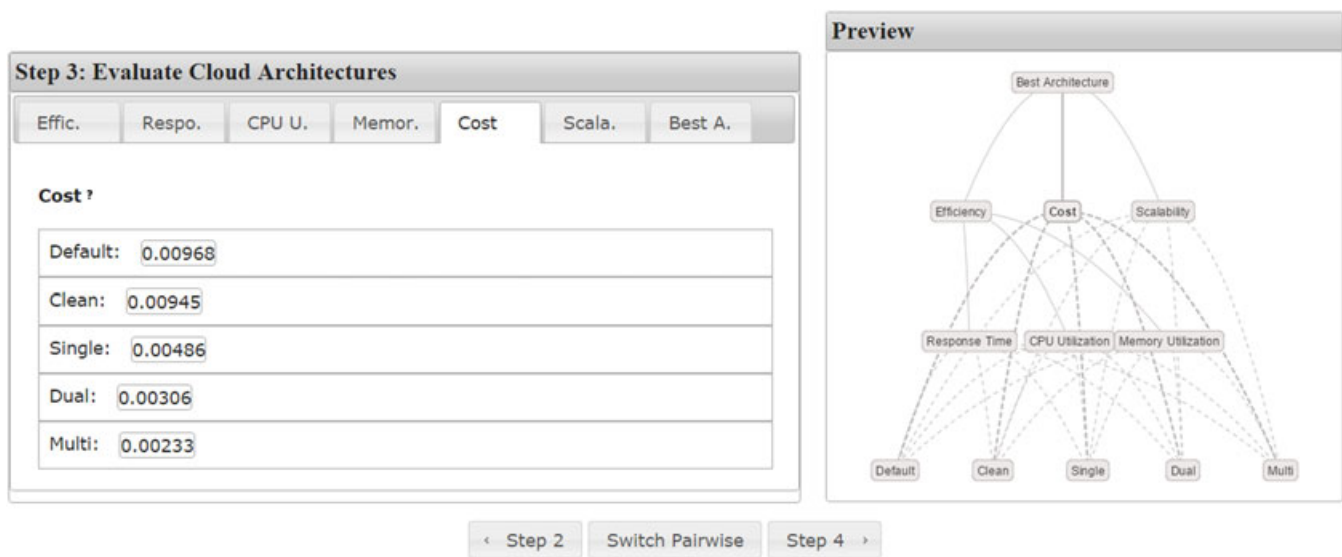 Preview
Step 3: Evaluate Cloud Architectures
Effic. Respo. CPU U. Memor. Cost Scala. Best A.
Cost ?
Default: 0.00968
Clean: 0.00945
Single: 0.00486
Dual: 0.00306
Multi: 0.00233
Best Architecture
Efficiency Cost Scalability
Response Time CPU Utilization Memory Utilization
Default Clean Single Dual Multi
‹ Step 2 Switch Pairwise Step 4 ›